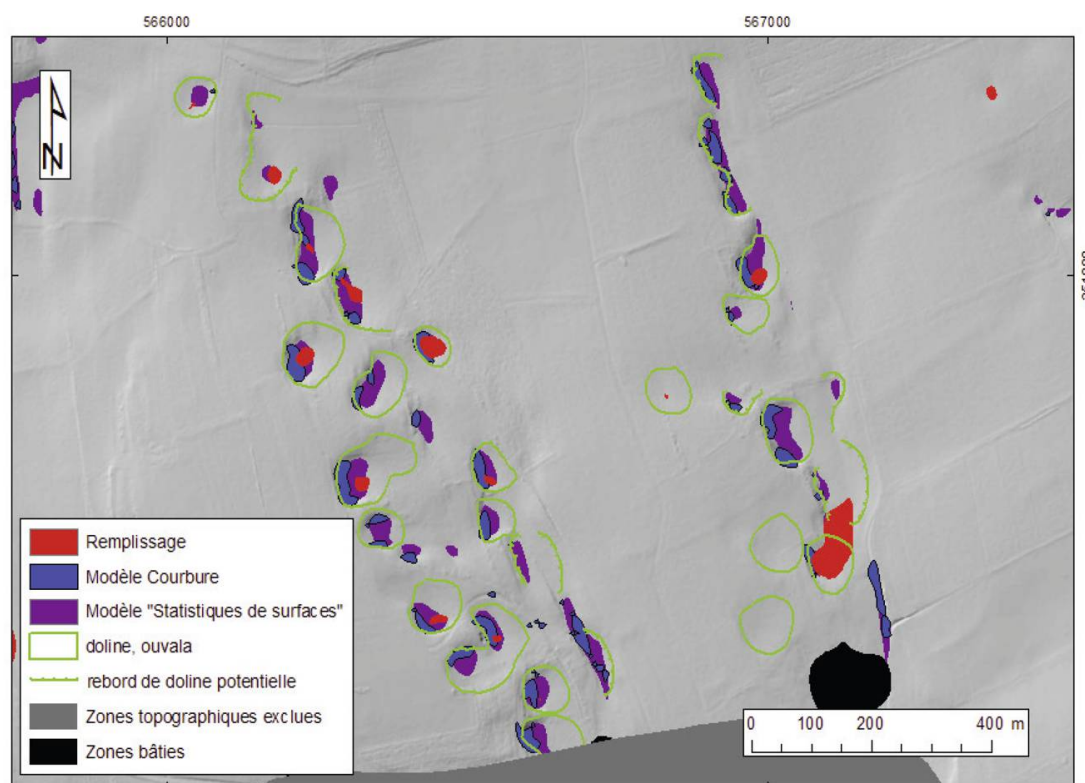 566000
567000
N
Remplissage
Modèle Courbure
Modèle "Statistiques de surfaces"
doline, ouvala
rebord de doline potentielle
Zones topographiques exclues
Zones bâties
0 100 200 400 m